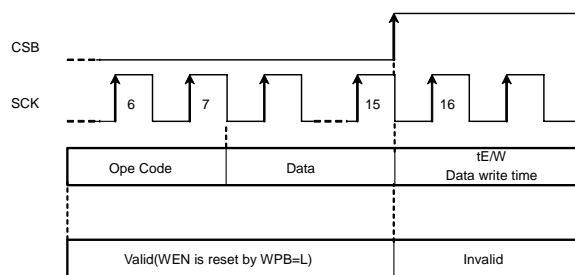 CSB
SCK
6
7
15
16
Ope Code
Data
tE/W
Data write time
Valid(WEN is reset by WPB=L)
Invalid